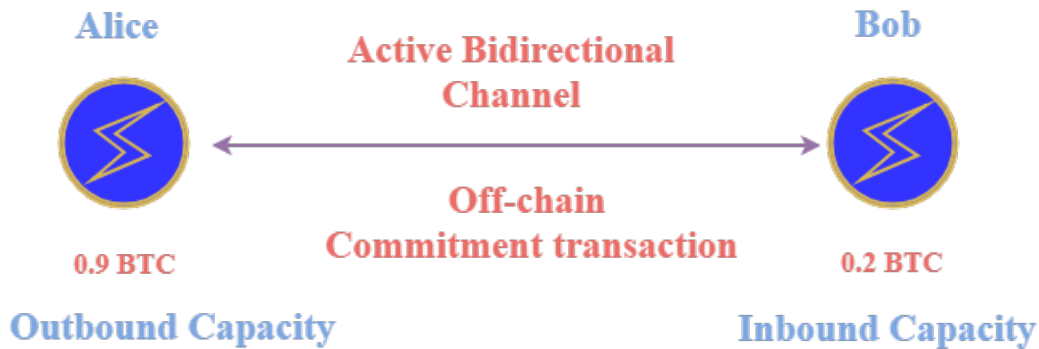 Alice
Bob
Active Bidirectional
Channel
Off-chain
Commitment transaction
0.9 BTC
0.2 BTC
Outbound Capacity
Inbound Capacity